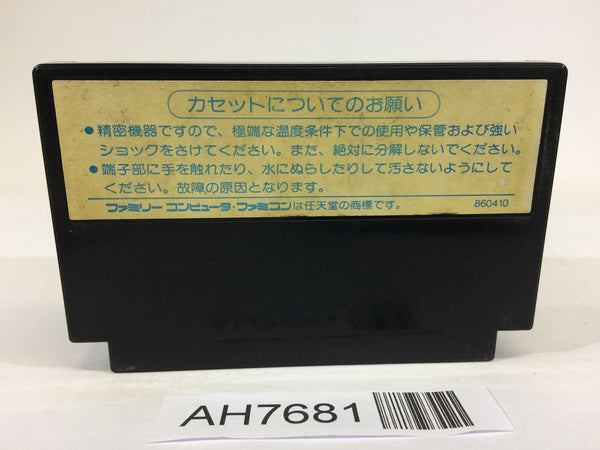 カセットについてのお願い
●精密機器ですので、極端な温度条件下での使用や保管および強い
ショックをさけてください。また、絶対に分解しないでください。
●端子部に手を触れたり、水にぬらしたりして汚さないようにして
ください。故障の原因となります。
ファミリーコンピュータ・ファミコンは任天堂の商標です。 860410
AH7681